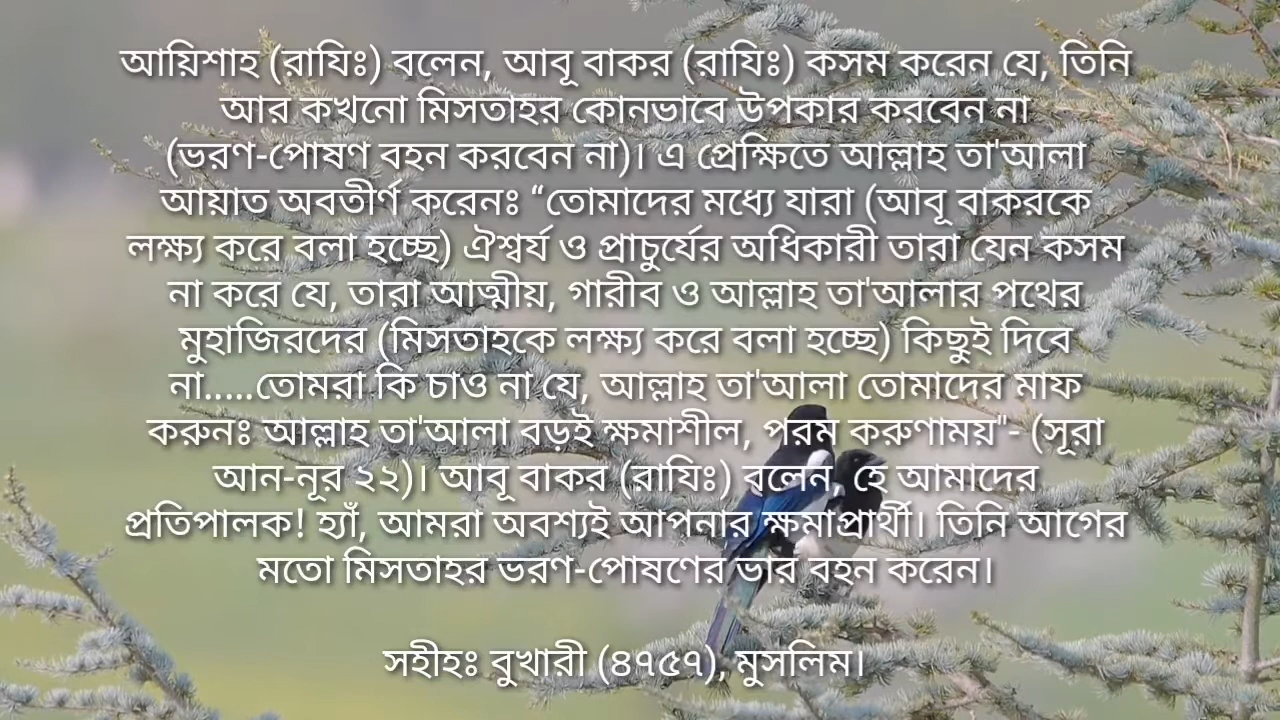 আয়িশাহ (রাযিঃ) বলেন, আবূ বাকর (রাযিঃ) কসম করেন যে, তিনি
আর কখনো মিসতাহর কোনভাবে উপকার করবেন না
(ভরণ-পোষণ বহন করবেন না)। এ প্রেক্ষিতে আল্লাহ তা'আলা
আয়াত অবতীর্ণ করেনঃ “তোমাদের মধ্যে যারা (আবূ বাকরকে
লক্ষ্য করে বলা হচ্ছে) ঐশ্বর্য ও প্রাচুর্যের অধিকারী তারা যেন কসম
না করে যে, তারা আত্মীয়, গারীব ও আল্লাহ তা'আলার পথের
মুহাজিরদের (মিসতাহকে লক্ষ্য করে বলা হচ্ছে) কিছুই দিবে
না.....তোমরা কি চাও না যে, আল্লাহ তা'আলা তোমাদের মাফ
করুনঃ আল্লাহ তা'আলা বড়ই ক্ষমাশীল, পরম করুণাময়"- (সূরা
আন-নূর ২২)। আবূ বাকর (রাযিঃ) বলেন, হে আমাদের
প্রতিপালক! হ্যাঁ, আমরা অবশ্যই আপনার ক্ষমাপ্রার্থী। তিনি আগের
মতো মিসতাহর ভরণ-পোষণের ভার বহন করেন।
সহীহঃ বুখারী (৪৭৫৭), মুসলিম।